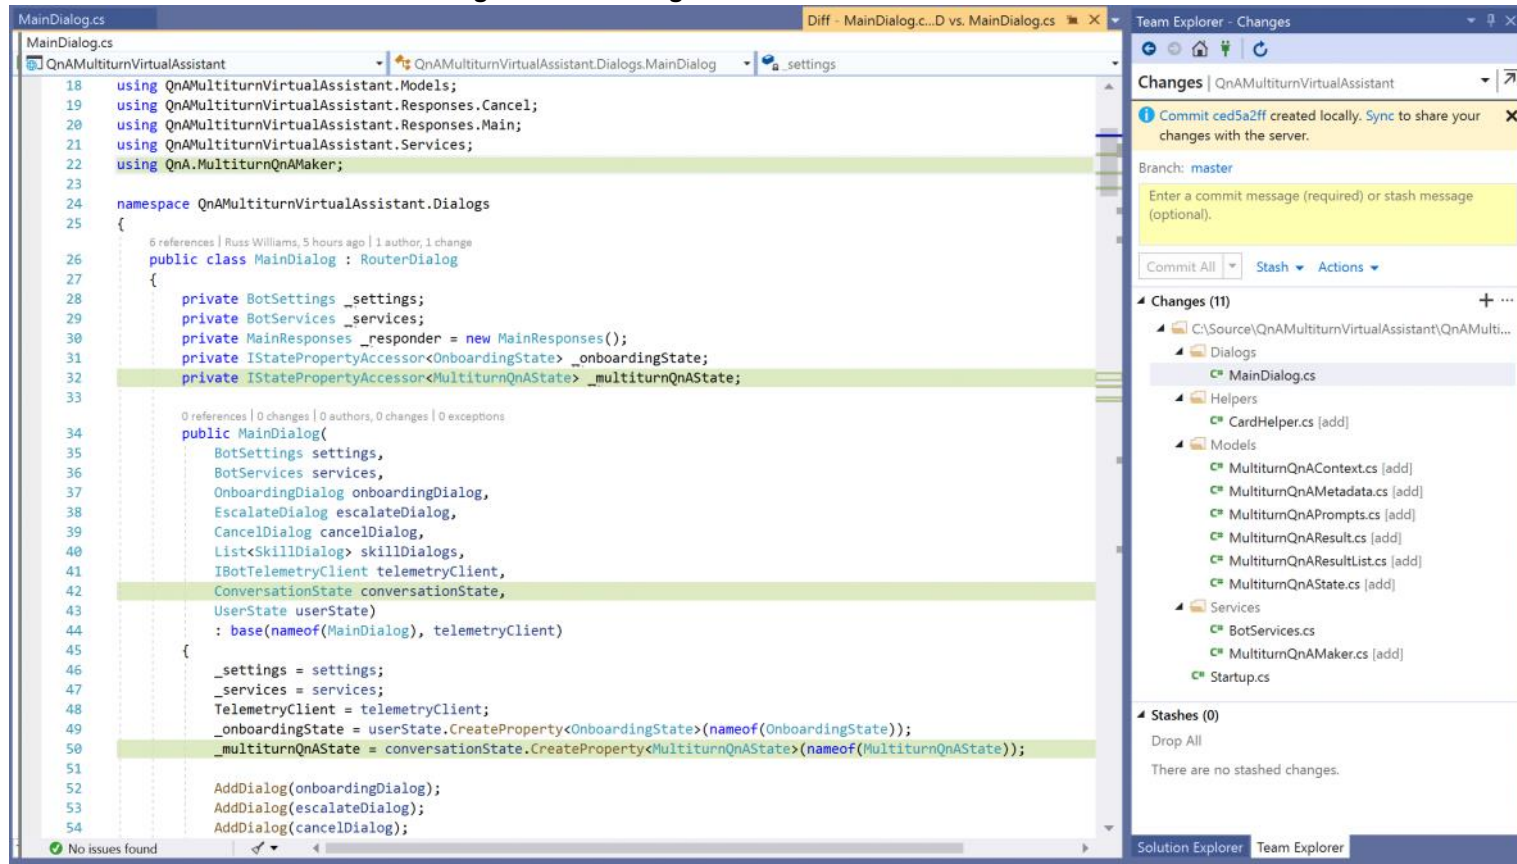 MainDialog.cs
Diff - MainDialog.c...D vs. MainDialog.cs
MainDialog.cs
QnAMultiturnVirtualAssistant
QnAMultiturnVirtualAssistant.Dialogs.MainDialog
_settings
18 using QnAMultiturnVirtualAssistant.Models;
19 using QnAMultiturnVirtualAssistant.Responses.Cancel;
20 using QnAMultiturnVirtualAssistant.Responses.Main;
21 using QnAMultiturnVirtualAssistant.Services;
22 using QnA.MultiturnQnAMaker;
23
24 namespace QnAMultiturnVirtualAssistant.Dialogs
25 {
6 references | Russ Williams, 5 hours ago | 1 author, 1 change
26 public class MainDialog : RouterDialog
27 {
28 private BotSettings _settings;
29 private BotServices _services;
30 private MainResponses _responder = new MainResponses();
31 private IStatePropertyAccessor<OnboardingState> _onboardingState;
32 private IStatePropertyAccessor<MultiturnQnAState> _multiturnQnAState;
33
0 references | 0 changes | 0 authors, 0 changes | 0 exceptions
34 public MainDialog(
35 BotSettings settings,
36 BotServices services,
37 OnboardingDialog onboardingDialog,
38 EscalateDialog escalateDialog,
39 CancelDialog cancelDialog,
40 List<SkillDialog> skillDialogs,
41 IBotTelemetryClient telemetryClient,
42 ConversationState conversationState,
43 UserState userState)
44 : base(nameof(MainDialog), telemetryClient)
45 {
46 _settings = settings;
47 _services = services;
48 TelemetryClient = telemetryClient;
49 _onboardingState = userState.CreateProperty<OnboardingState>(nameof(OnboardingState));
50 _multiturnQnAState = conversationState.CreateProperty<MultiturnQnAState>(nameof(MultiturnQnAState));
51
52 AddDialog(onboardingDialog);
53 AddDialog(escalateDialog);
54 AddDialog(cancelDialog);
No issues found
Team Explorer - Changes
Changes | QnAMultiturnVirtualAssistant
Commit ced5a2ff created locally. Sync to share your
changes with the server.
Branch: master
Enter a commit message (required) or stash message
(optional).
Commit All
Stash
Actions
Changes (11)
C:\Source\QnAMultiturnVirtualAssistant\QnAMulti...
Dialogs
C# MainDialog.cs
Helpers
C# CardHelper.cs [add]
Models
C# MultiturnQnAContext.cs [add]
C# MultiturnQnAMetadata.cs [add]
C# MultiturnQnAPrompts.cs [add]
C# MultiturnQnAResult.cs [add]
C# MultiturnQnAResultList.cs [add]
C# MultiturnQnAState.cs [add]
Services
C# BotServices.cs
C# MultiturnQnAMaker.cs [add]
C# Startup.cs
Stashes (0)
Drop All
There are no stashed changes.
Solution Explorer
Team Explorer